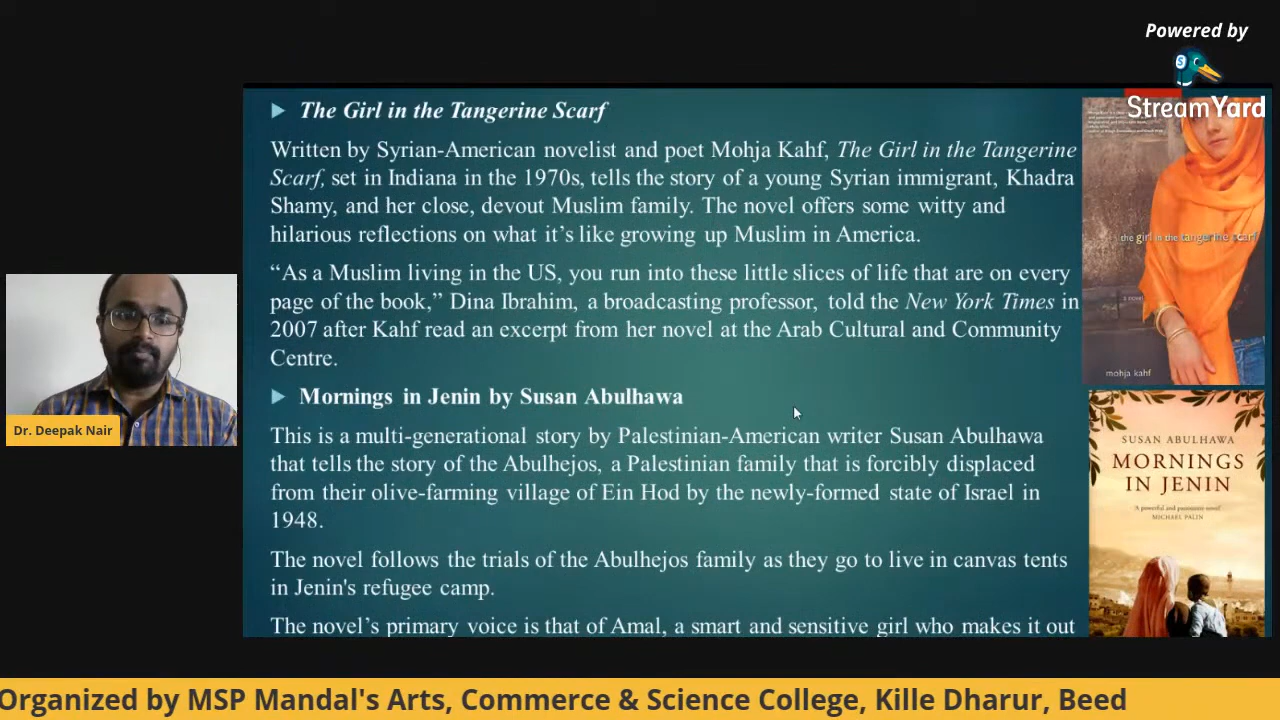 Powered by
StreamYard
The Girl in the Tangerine Scarf
Written by Syrian-American novelist and poet Mohja Kahf, The Girl in the Tangerine
Scarf, set in Indiana in the 1970s, tells the story of a young Syrian immigrant, Khadra
Shamy, and her close, devout Muslim family. The novel offers some witty and
hilarious reflections on what it’s like growing up Muslim in America.
“As a Muslim living in the US, you run into these little slices of life that are on every
page of the book,” Dina Ibrahim, a broadcasting professor, told the New York Times in
2007 after Kahf read an excerpt from her novel at the Arab Cultural and Community
Centre.
Mornings in Jenin by Susan Abulhawa
This is a multi-generational story by Palestinian-American writer Susan Abulhawa
that tells the story of the Abulhejos, a Palestinian family that is forcibly displaced
from their olive-farming village of Ein Hod by the newly-formed state of Israel in
1948.
The novel follows the trials of the Abulhejos family as they go to live in canvas tents
in Jenin's refugee camp.
The novel’s primary voice is that of Amal, a smart and sensitive girl who makes it out
the girl in the tangerine scarf
a novel
mohja kahf
SUSAN ABULHAWA
MORNINGS
IN JENIN
'A powerful and passionate novel'
MICHAEL PALIN
Dr. Deepak Nair
Organized by MSP Mandal's Arts, Commerce & Science College, Kille Dharur, Beed